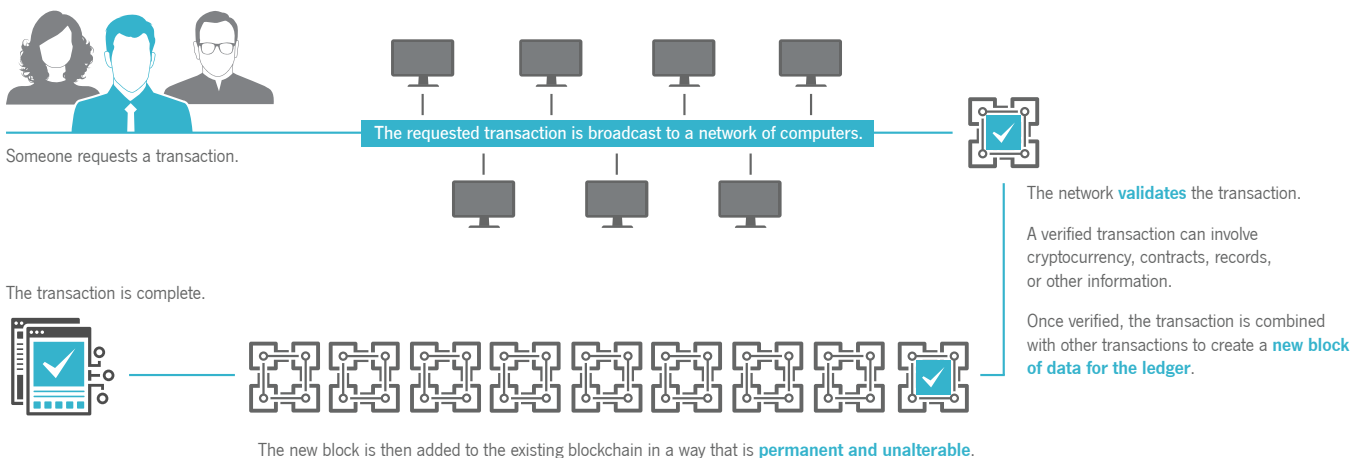 Someone requests a transaction.
The requested transaction is broadcast to a network of computers.
The network validates the transaction.
A verified transaction can involve
cryptocurrency, contracts, records,
or other information.
Once verified, the transaction is combined
with other transactions to create a new block
of data for the ledger.
The new block is then added to the existing blockchain in a way that is permanent and unalterable.
The transaction is complete.